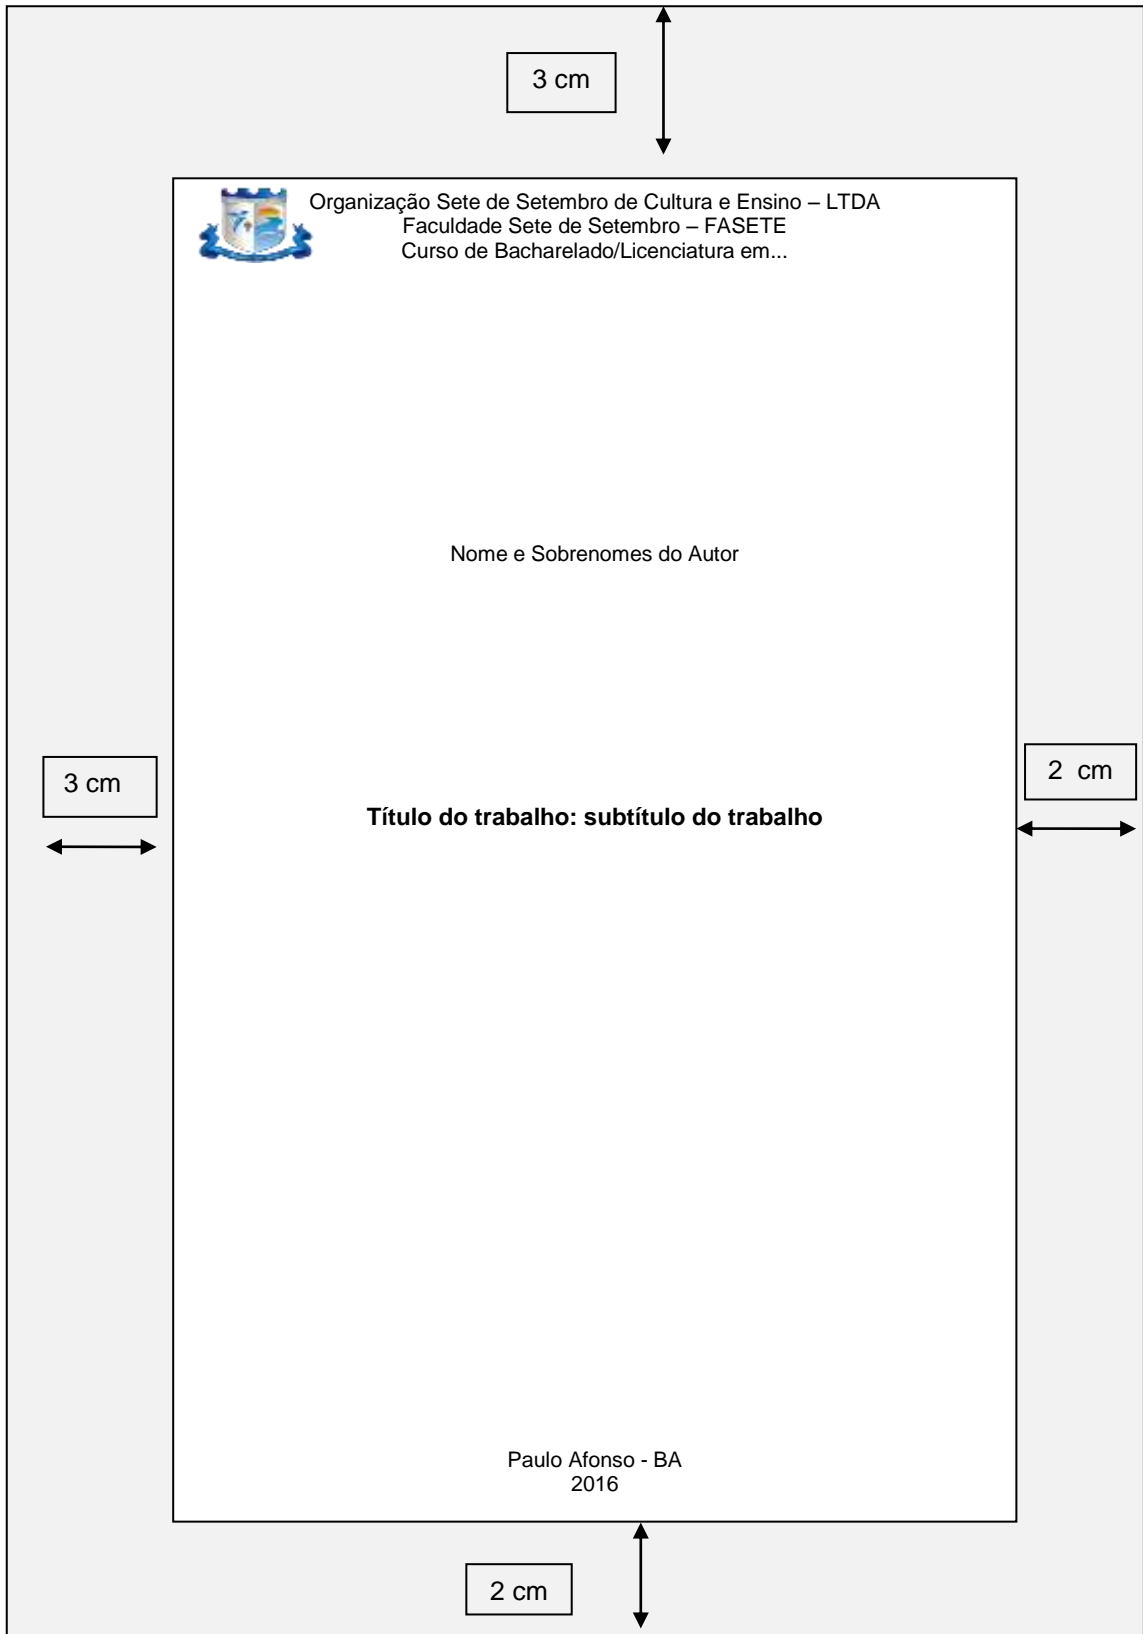 3 cm
Organização Sete de Setembro de Cultura e Ensino – LTDA
Faculdade Sete de Setembro – FASETE
Curso de Bacharelado/Licenciatura em...
Nome e Sobrenomes do Autor
3 cm
2 cm
Título do trabalho: subtítulo do trabalho
Paulo Afonso - BA
2016
2 cm